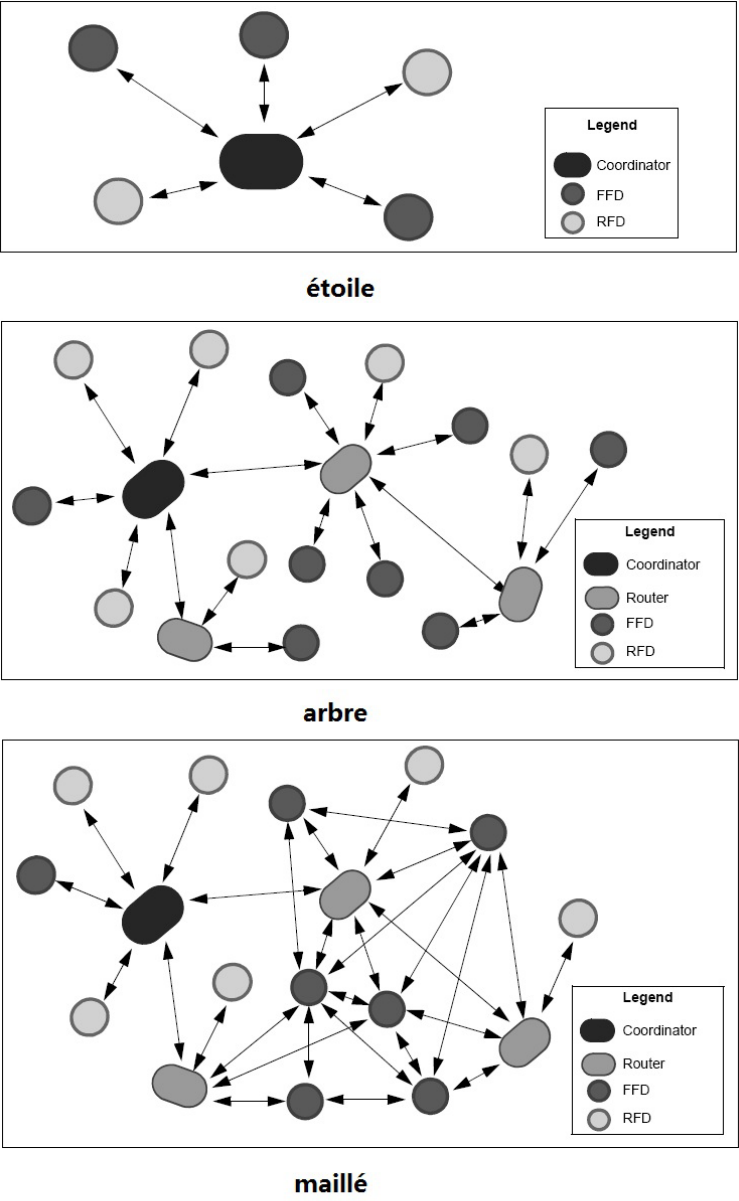 Legend
Coordinator
FFD
RFD
étoile
Legend
Coordinator
Router
FFD
RFD
arbre
Legend
Coordinator
Router
FFD
RFD
maillé